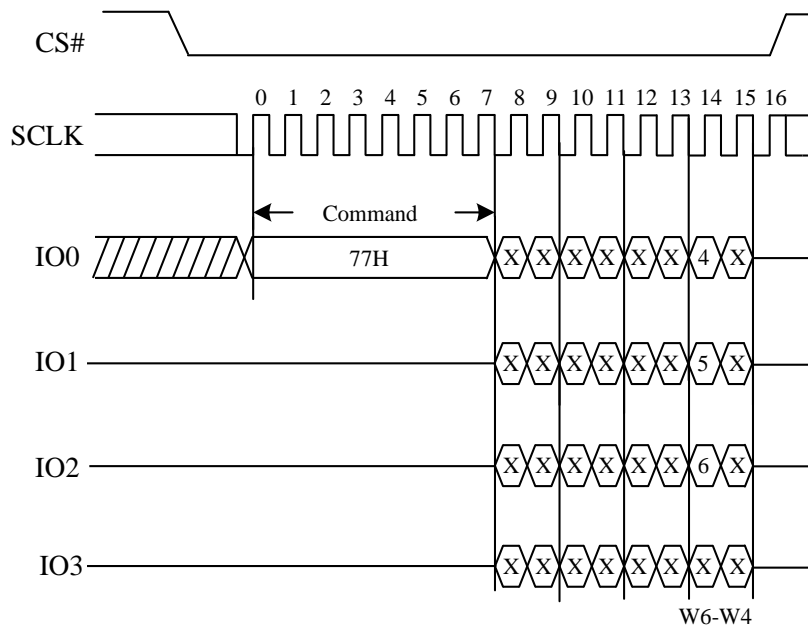 CS#
0 1 2 3 4 5 6 7 8 9 10 11 12 13 14 15 16
SCLK
Command
IO0 77H X X X X X X 4 X
IO1 X X X X X X 5 X
IO2 X X X X X X 6 X
IO3 X X X X X X X X
W6-W4